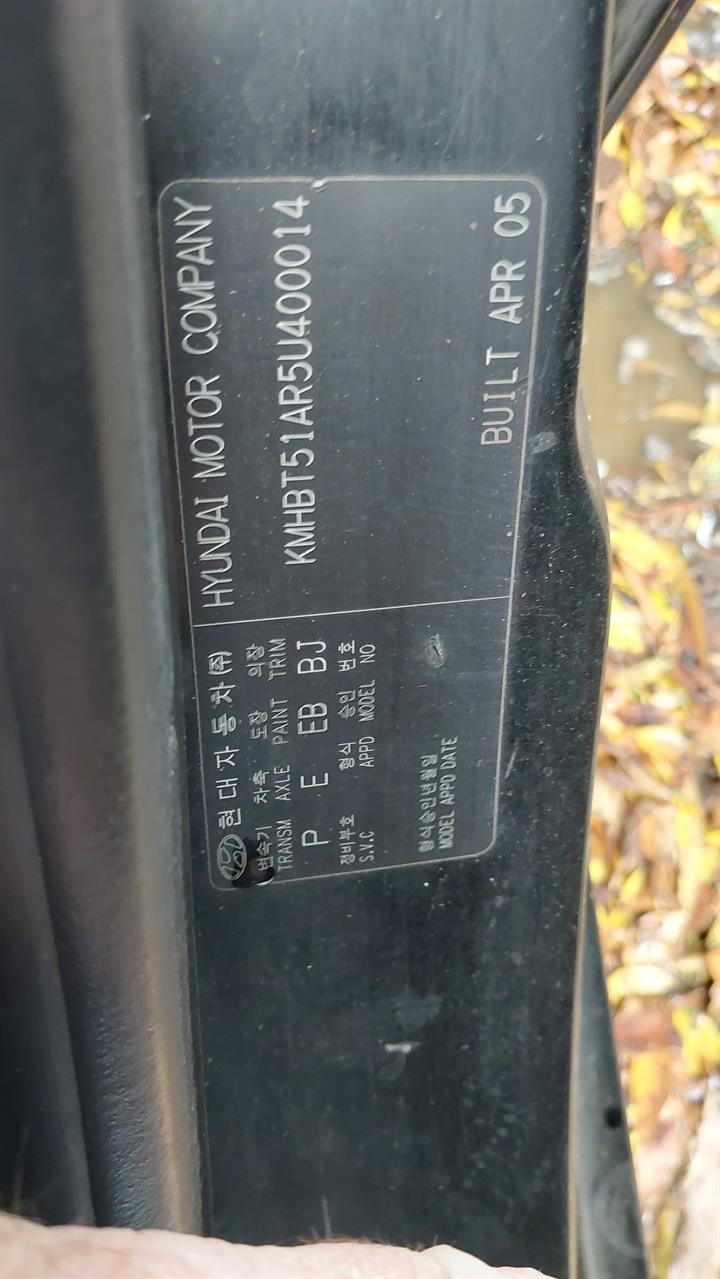 현대자동차(주) HYUNDAI MOTOR COMPANY
변속기 차축 도장 의장
TRANSM AXLE PAINT TRIM
P E EB BJ KMHBT51AR5U400014
정비부호 형식 승인 번호
S.V.C APPD MODEL NO
형식승인년월일
MODEL APPD DATE
BUILT APR 05